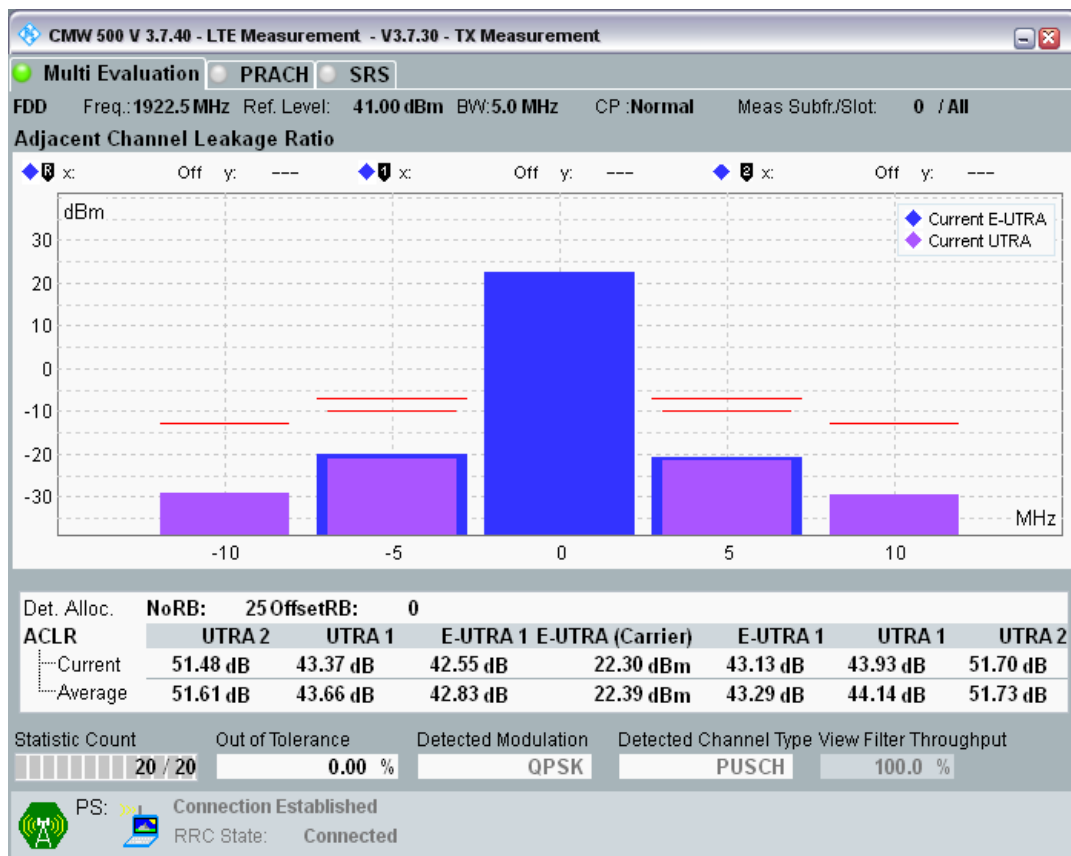 CMW 500 V 3.7.40 - LTE Measurement - V3.7.30 - TX Measurement
Multi Evaluation PRACH SRS
FDD Freq.:1922.5 MHz Ref. Level: 41.00 dBm BW:5.0 MHz CP :Normal Meas Subfr./Slot: 0 / All
Adjacent Channel Leakage Ratio
R x: Off y: --- 1 x: Off y: --- 2 x: Off y: ---
dBm
Current E-UTRA
Current UTRA
30
20
10
0
-10
-20
-30
MHz
-10 -5 0 5 10
Det. Alloc. NoRB: 25 OffsetRB: 0
ACLR UTRA 2 UTRA 1 E-UTRA 1 E-UTRA (Carrier) E-UTRA 1 UTRA 1 UTRA 2
Current 51.48 dB 43.37 dB 42.55 dB 22.30 dBm 43.13 dB 43.93 dB 51.70 dB
Average 51.61 dB 43.66 dB 42.83 dB 22.39 dBm 43.29 dB 44.14 dB 51.73 dB
Statistic Count Out of Tolerance Detected Modulation Detected Channel Type View Filter Throughput
20 / 20 0.00 % QPSK PUSCH 100.0 %
PS: Connection Established
RRC State: Connected